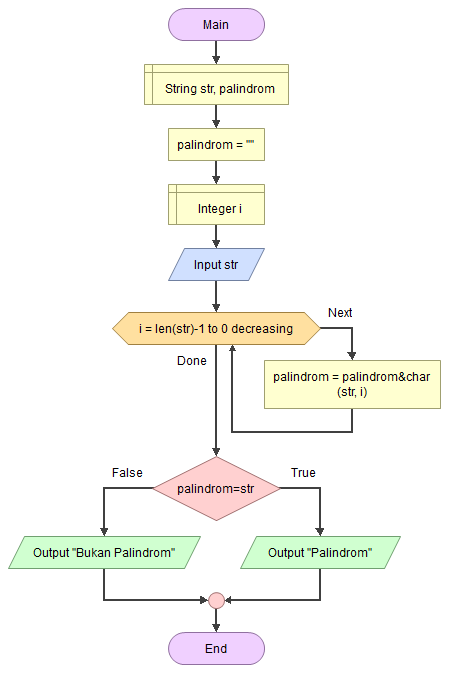 Main
String str, palindrom
palindrom = ""
Integer i
Input str
i = len(str)-1 to 0 decreasing
Next
Done
palindrom = palindrom&char
(str, i)
False
palindrom=str
True
Output "Bukan Palindrom"
Output "Palindrom"
End